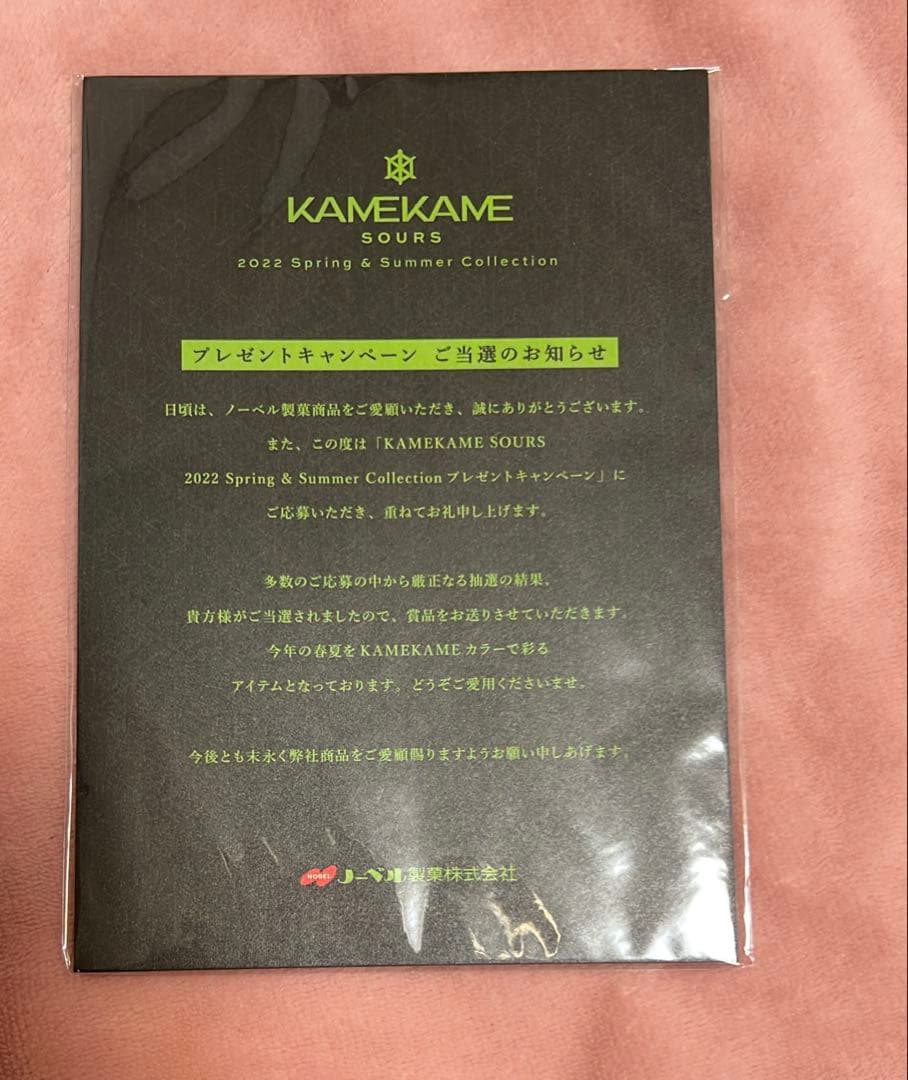 KAMEKAME
SOURS
2022 Spring & Summer Collection
プレゼントキャンペーン ご当選のお知らせ
日頃は、ノーベル製菓商品をご愛顧いただき、誠にありがとうございます。
また、この度は「KAMEKAME SOURS
2022 Spring & Summer Collection プレゼントキャンペーン」に
ご応募いただき、重ねてお礼申し上げます。
多数のご応募の中から厳正なる抽選の結果、
貴方様がご当選されましたので、賞品をお送りさせていただきます。
今年の春夏をKAMEKAMEカラーで彩る
アイテムとなっております。どうぞご愛用くださいませ。
今後とも末永く弊社商品をご愛顧賜りますようお願い申しあげます。
NOBEL ノーベル製菓株式会社